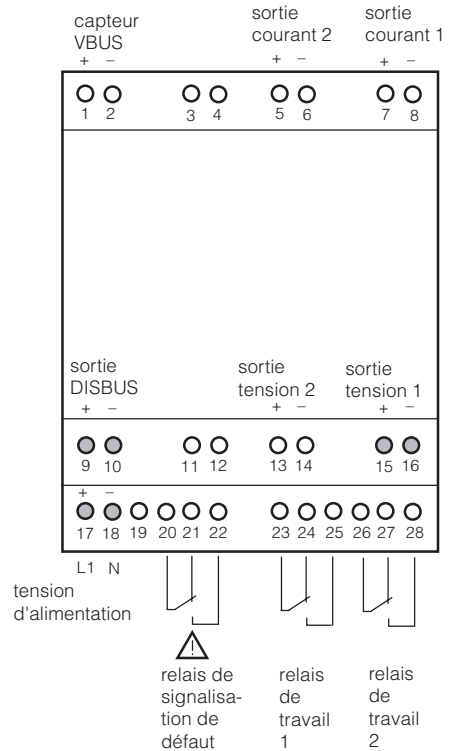 capteur
VBUS
+ –
sortie
courant 2
+ –
sortie
courant 1
+ –
1 2 3 4 5 6 7 8
sortie
DISBUS
+ –
sortie
tension 2
+ –
sortie
tension 1
+ –
9 10 11 12 13 14 15 16
+ –
17 18 19 20 21 22 23 24 25 26 27 28
L1 N
tension
d'alimentation
!
relais de
signalisa-
tion de
défaut
relais
de
travail
1
relais
de
travail
2